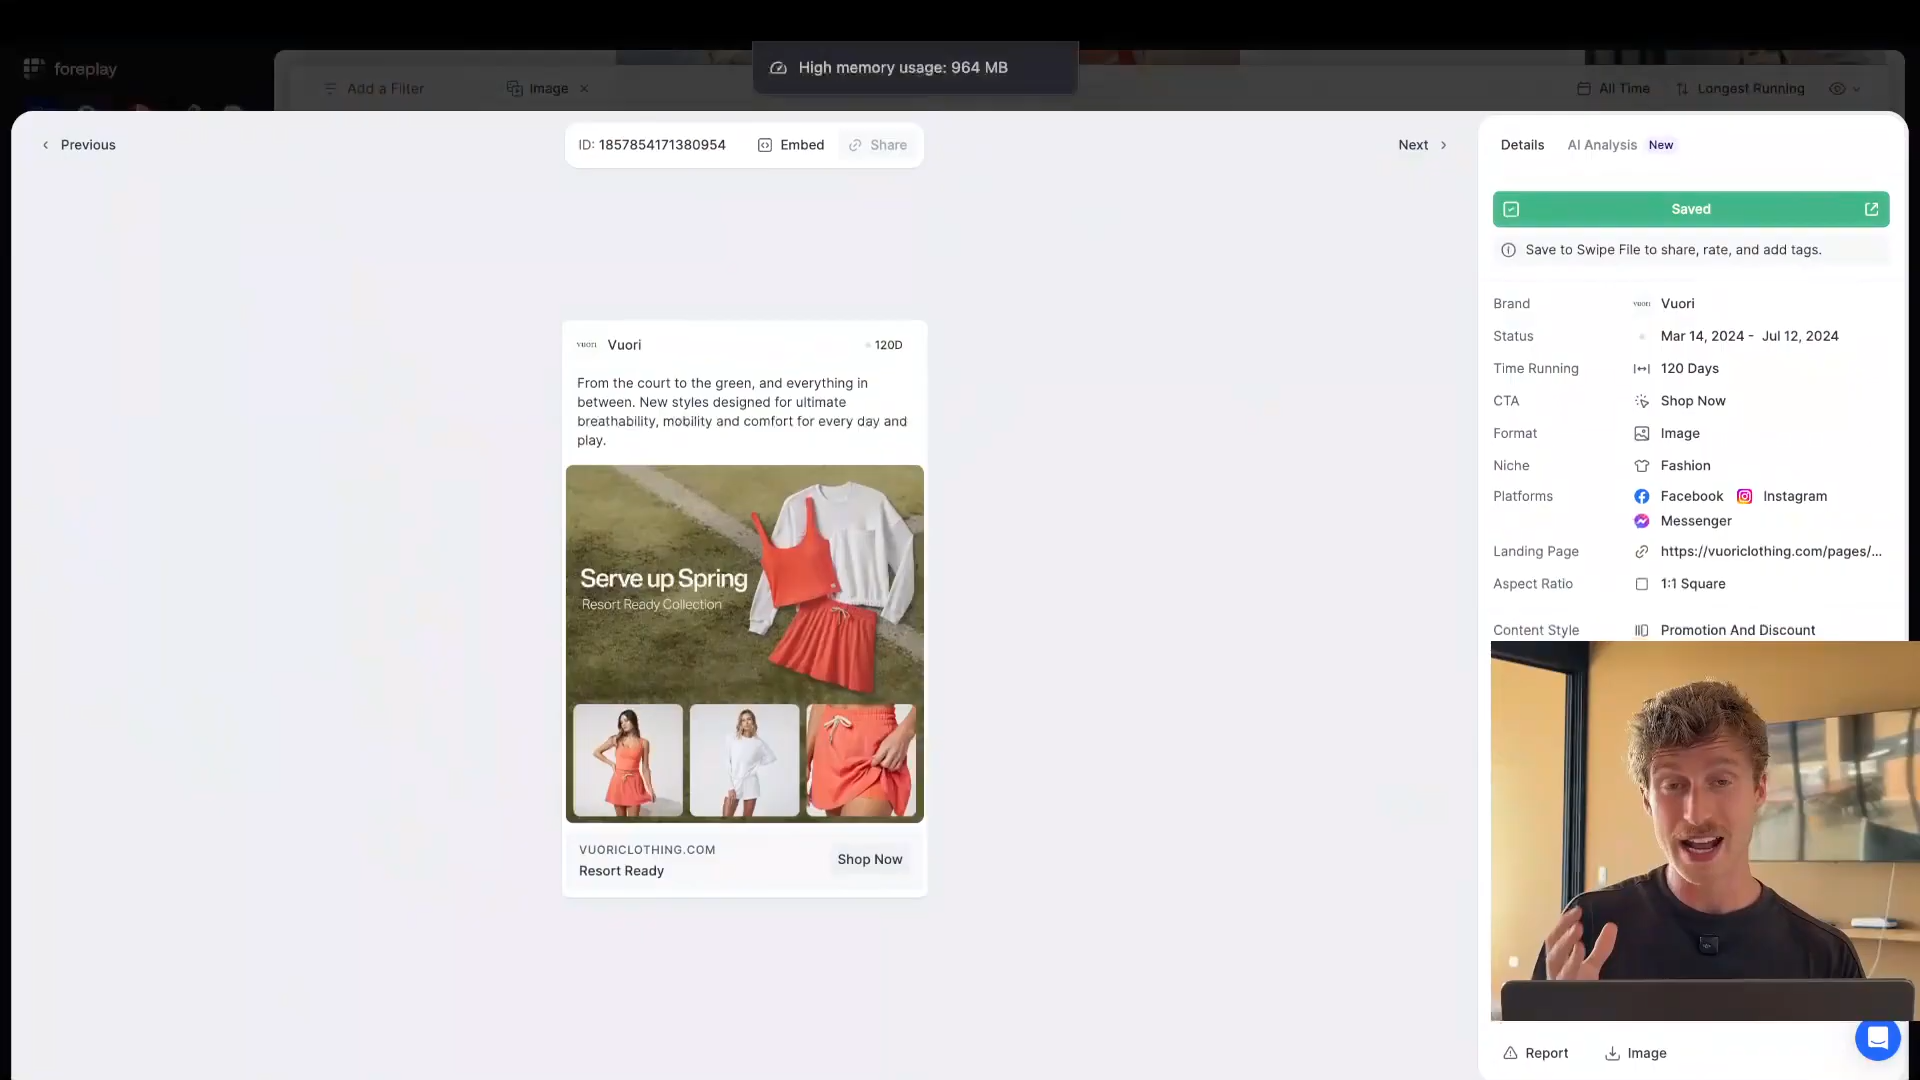 foreplay
High memory usage: 964 MB
Add a Filter
Image
All Time
Longest Running
Previous
ID: 1857854171380954
Embed
Share
Next
Details
AI Analysis
New
Saved
Save to Swipe File to share, rate, and add tags.
Brand
vuori
Vuori
Status
Mar 14, 2024 - Jul 12, 2024
Time Running
120 Days
CTA
Shop Now
Format
Image
Niche
Fashion
Platforms
Facebook
Instagram
Messenger
Landing Page
https://vuoriclothing.com/pages/...
Aspect Ratio
1:1 Square
Content Style
Promotion And Discount
vuori
Vuori
120D
From the court to the green, and everything in
between. New styles designed for ultimate
breathability, mobility and comfort for every day and
play.
Serve up Spring
Resort Ready Collection
VUORICLOTHING.COM
Resort Ready
Shop Now
Report
Image